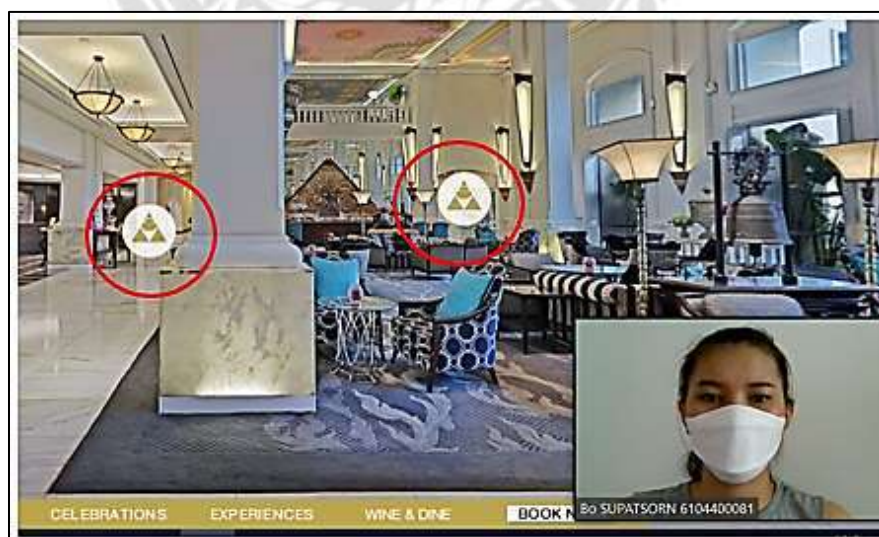 CELEBRATIONS EXPERIENCES WINE & DINE BOOK N
Bo SUPATSORN 6104400081